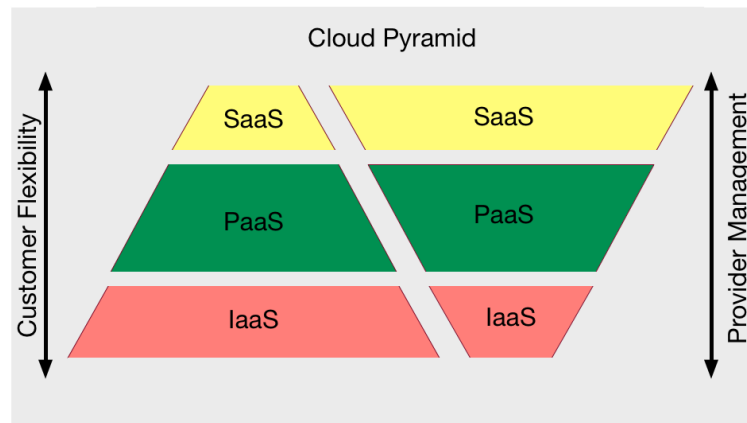 Cloud Pyramid
Customer Flexibility
SaaS
SaaS
PaaS
PaaS
IaaS
IaaS
Provider Management